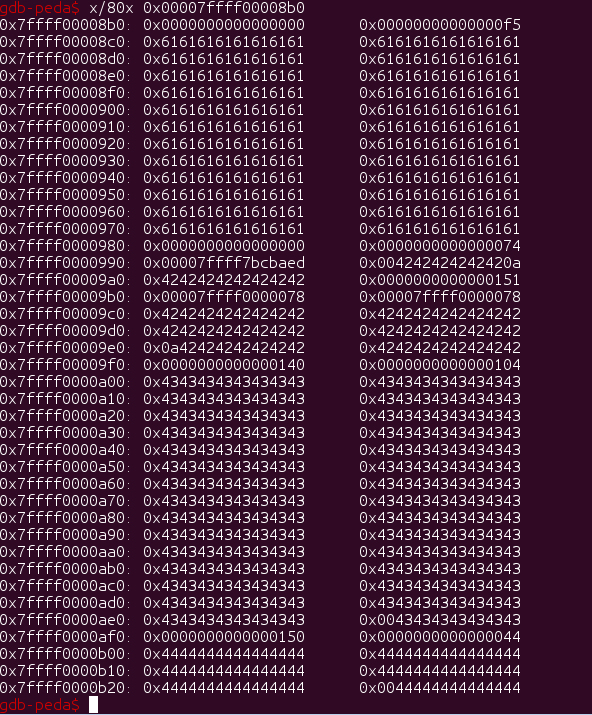 gdb-peda$ x/80x 0x00007ffff00008b0
0x7ffff00008b0: 0x0000000000000000 0x00000000000000f5
0x7ffff00008c0: 0x6161616161616161 0x6161616161616161
0x7ffff00008d0: 0x6161616161616161 0x6161616161616161
0x7ffff00008e0: 0x6161616161616161 0x6161616161616161
0x7ffff00008f0: 0x6161616161616161 0x6161616161616161
0x7ffff0000900: 0x6161616161616161 0x6161616161616161
0x7ffff0000910: 0x6161616161616161 0x6161616161616161
0x7ffff0000920: 0x6161616161616161 0x6161616161616161
0x7ffff0000930: 0x6161616161616161 0x6161616161616161
0x7ffff0000940: 0x6161616161616161 0x6161616161616161
0x7ffff0000950: 0x6161616161616161 0x6161616161616161
0x7ffff0000960: 0x6161616161616161 0x6161616161616161
0x7ffff0000970: 0x6161616161616161 0x6161616161616161
0x7ffff0000980: 0x0000000000000000 0x0000000000000074
0x7ffff0000990: 0x00007ffff7bcbaed 0x004242424242420a
0x7ffff00009a0: 0x4242424242424242 0x0000000000000151
0x7ffff00009b0: 0x00007ffff0000078 0x00007ffff0000078
0x7ffff00009c0: 0x4242424242424242 0x4242424242424242
0x7ffff00009d0: 0x4242424242424242 0x4242424242424242
0x7ffff00009e0: 0x0a42424242424242 0x4242424242424242
0x7ffff00009f0: 0x0000000000000140 0x0000000000000104
0x7ffff0000a00: 0x4343434343434343 0x4343434343434343
0x7ffff0000a10: 0x4343434343434343 0x4343434343434343
0x7ffff0000a20: 0x4343434343434343 0x4343434343434343
0x7ffff0000a30: 0x4343434343434343 0x4343434343434343
0x7ffff0000a40: 0x4343434343434343 0x4343434343434343
0x7ffff0000a50: 0x4343434343434343 0x4343434343434343
0x7ffff0000a60: 0x4343434343434343 0x4343434343434343
0x7ffff0000a70: 0x4343434343434343 0x4343434343434343
0x7ffff0000a80: 0x4343434343434343 0x4343434343434343
0x7ffff0000a90: 0x4343434343434343 0x4343434343434343
0x7ffff0000aa0: 0x4343434343434343 0x4343434343434343
0x7ffff0000ab0: 0x4343434343434343 0x4343434343434343
0x7ffff0000ac0: 0x4343434343434343 0x4343434343434343
0x7ffff0000ad0: 0x4343434343434343 0x4343434343434343
0x7ffff0000ae0: 0x4343434343434343 0x0043434343434343
0x7ffff0000af0: 0x0000000000000150 0x0000000000000044
0x7ffff0000b00: 0x4444444444444444 0x4444444444444444
0x7ffff0000b10: 0x4444444444444444 0x4444444444444444
0x7ffff0000b20: 0x4444444444444444 0x0044444444444444
gdb-peda$